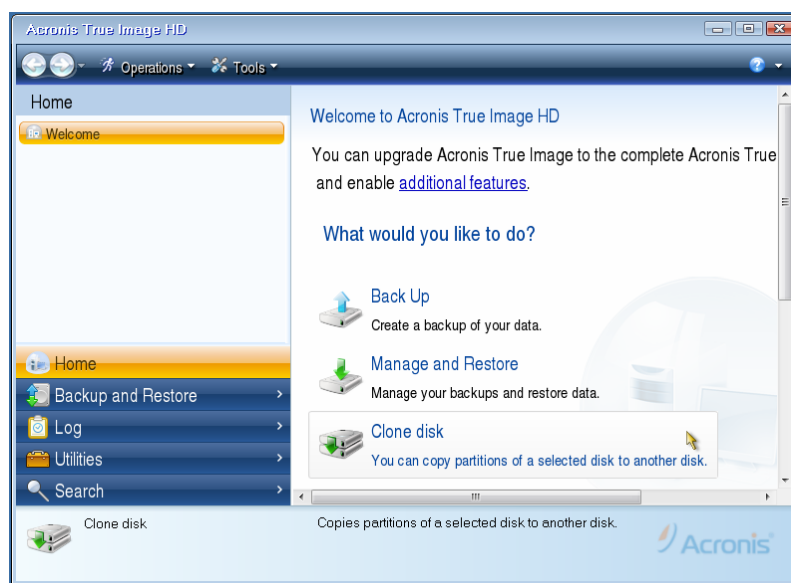 Acronis True Image HD
Operations Tools
Home
Welcome
Welcome to Acronis True Image HD
You can upgrade Acronis True Image to the complete Acronis True
and enable additional features.
What would you like to do?
Back Up
Create a backup of your data.
Manage and Restore
Manage your backups and restore data.
Clone disk
You can copy partitions of a selected disk to another disk.
Home
Backup and Restore
Log
Utilities
Search
Clone disk
Copies partitions of a selected disk to another disk.
Acronis